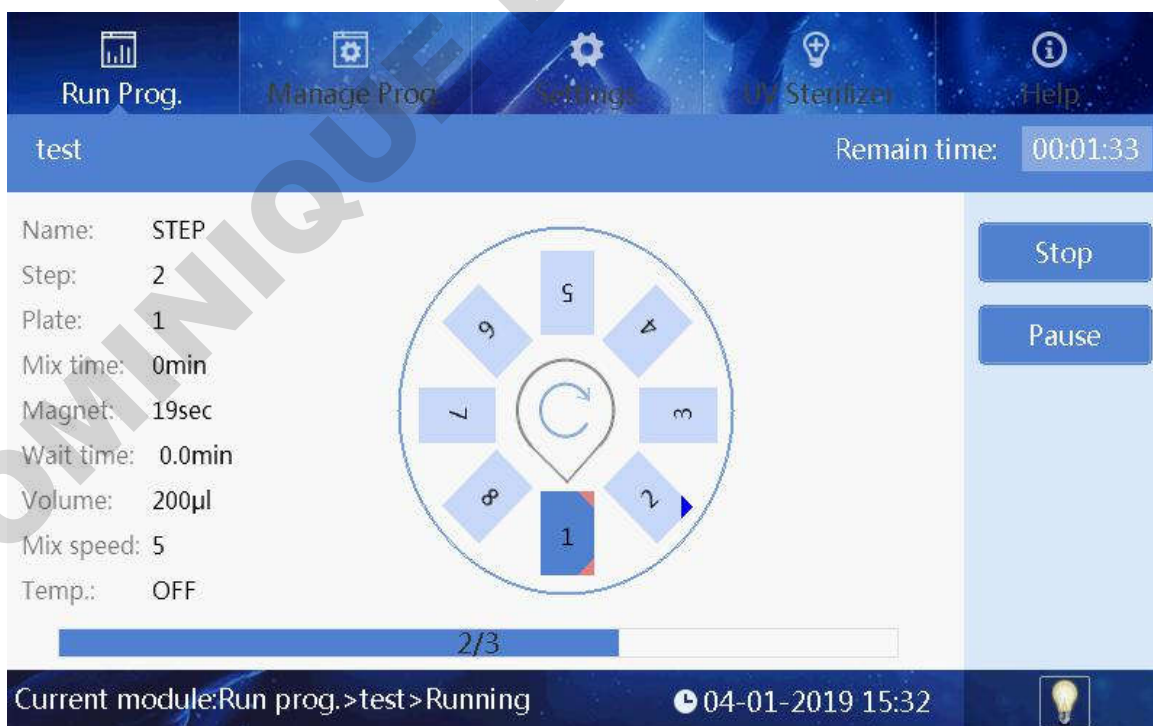 Run Prog.
Manage Prog.
Settings
UV Sterilizer
Help
test
Remain time: 00:01:33
Name: STEP
Step: 2
Plate: 1
Mix time: 0min
Magnet: 19sec
Wait time: 0.0min
Volume: 200µl
Mix speed: 5
Temp.: OFF
5
6
4
7
3
8
2
1
Stop
Pause
2/3
Current module:Run prog.>test>Running
04-01-2019 15:32